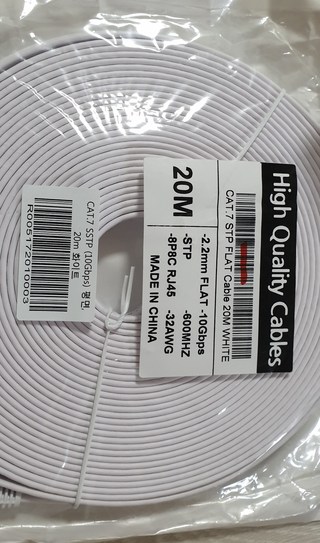 High Quality Cables
CAT.7 STP FLAT Cable 20M WHITE
20M
-2.2mm FLAT -10Gbps
-STP -600MHZ
-8P8C RJ45 -32AWG
MADE IN CHINA
CAT.7 SSTP (10Gbps) 평면
20m 화이트
R005172010003